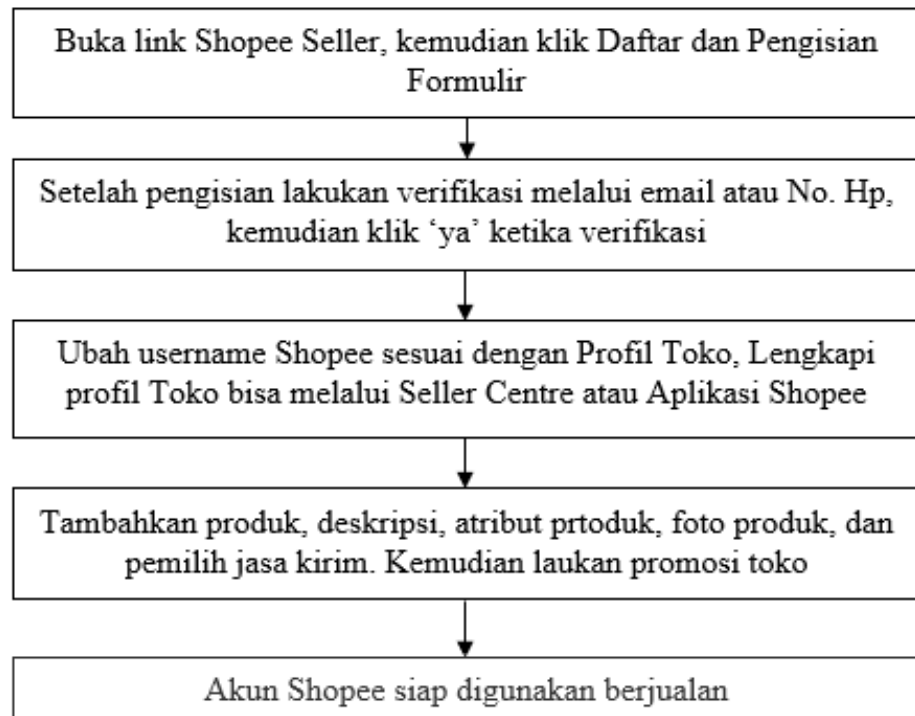 Buka link Shopee Seller, kemudian klik Daftar dan Pengisian
Formulir
Setelah pengisian lakukan verifikasi melalui email atau No. Hp,
kemudian klik ‘ya’ ketika verifikasi
Ubah username Shopee sesuai dengan Profil Toko, Lengkapi
profil Toko bisa melalui Seller Centre atau Aplikasi Shopee
Tambahkan produk, deskripsi, atribut prtoduk, foto produk, dan
pemilih jasa kirim. Kemudian laukan promosi toko
Akun Shopee siap digunakan berjualan